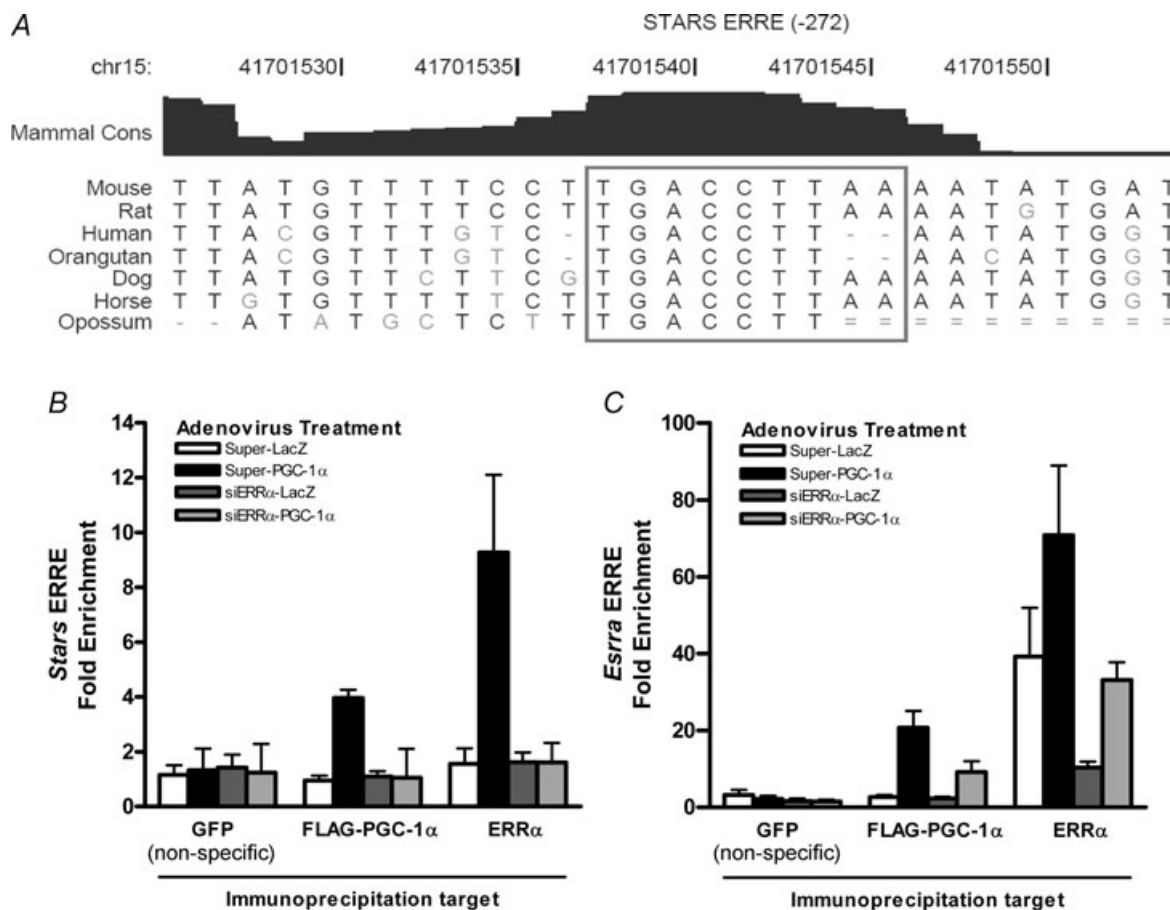 A
STARS ERRE (-272)
chr15: 41701530 41701535 41701540 41701545 41701550
Mammal Cons
Mouse T T A T G T T T T C C T T G A C C T T A A A A T A T G A T
Rat T T A T G T T T T C C T T G A C C T T A A A A T G T G A T
Human T T A C G T T T G T C - T G A C C T T - - A A T A T G G T
Orangutan T T A C G T T T G T C - T G A C C T T - - A A C A T G G T
Dog T T A T G T T C T T C G T G A C C T T A A A A T A T G G T
Horse T T G T G T T T T T C T T G A C C T T A A A A T A T G G T
Opossum - - A T A T G C T C T T T G A C C T T = = = = = = = = = =
B
Adenovirus Treatment
Super-LacZ
Super-PGC-1α
siERRα-LacZ
siERRα-PGC-1α
Stars ERRE
Fold Enrichment
14
12
10
8
6
4
2
0
GFP
(non-specific)
FLAG-PGC-1α
ERRα
Immunoprecipitation target
C
Adenovirus Treatment
Super-LacZ
Super-PGC-1α
siERRα-LacZ
siERRα-PGC-1α
Esrra ERRE
Fold Enrichment
100
80
60
40
20
0
GFP
(non-specific)
FLAG-PGC-1α
ERRα
Immunoprecipitation target